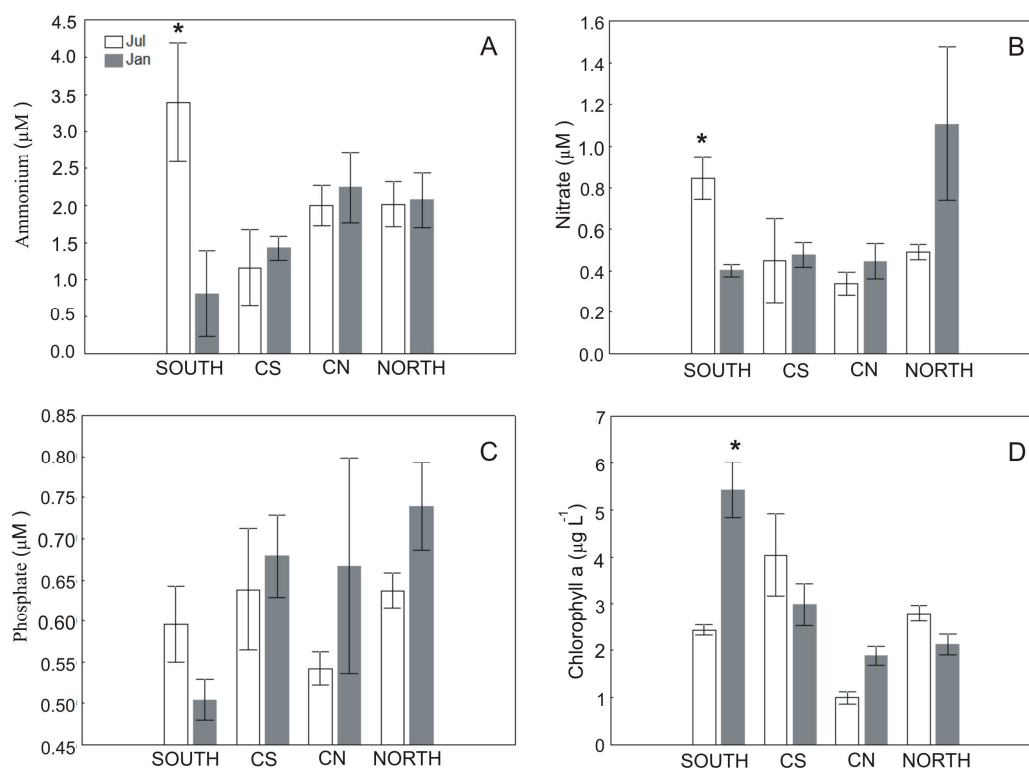 A
Jul
Jan
*
Ammonium (μM )
4.5
4.0
3.5
3.0
2.5
2.0
1.5
1.0
0.5
0.0
SOUTH CS CN NORTH
B
*
Nitrate (μM )
1.6
1.4
1.2
1.0
0.8
0.6
0.4
0.2
0.0
SOUTH CS CN NORTH
C
Phosphate (μM )
0.85
0.80
0.75
0.70
0.65
0.60
0.55
0.50
0.45
SOUTH CS CN NORTH
D
*
Chlorophyll a (μg L-1)
7
6
5
4
3
2
1
0
SOUTH CS CN NORTH